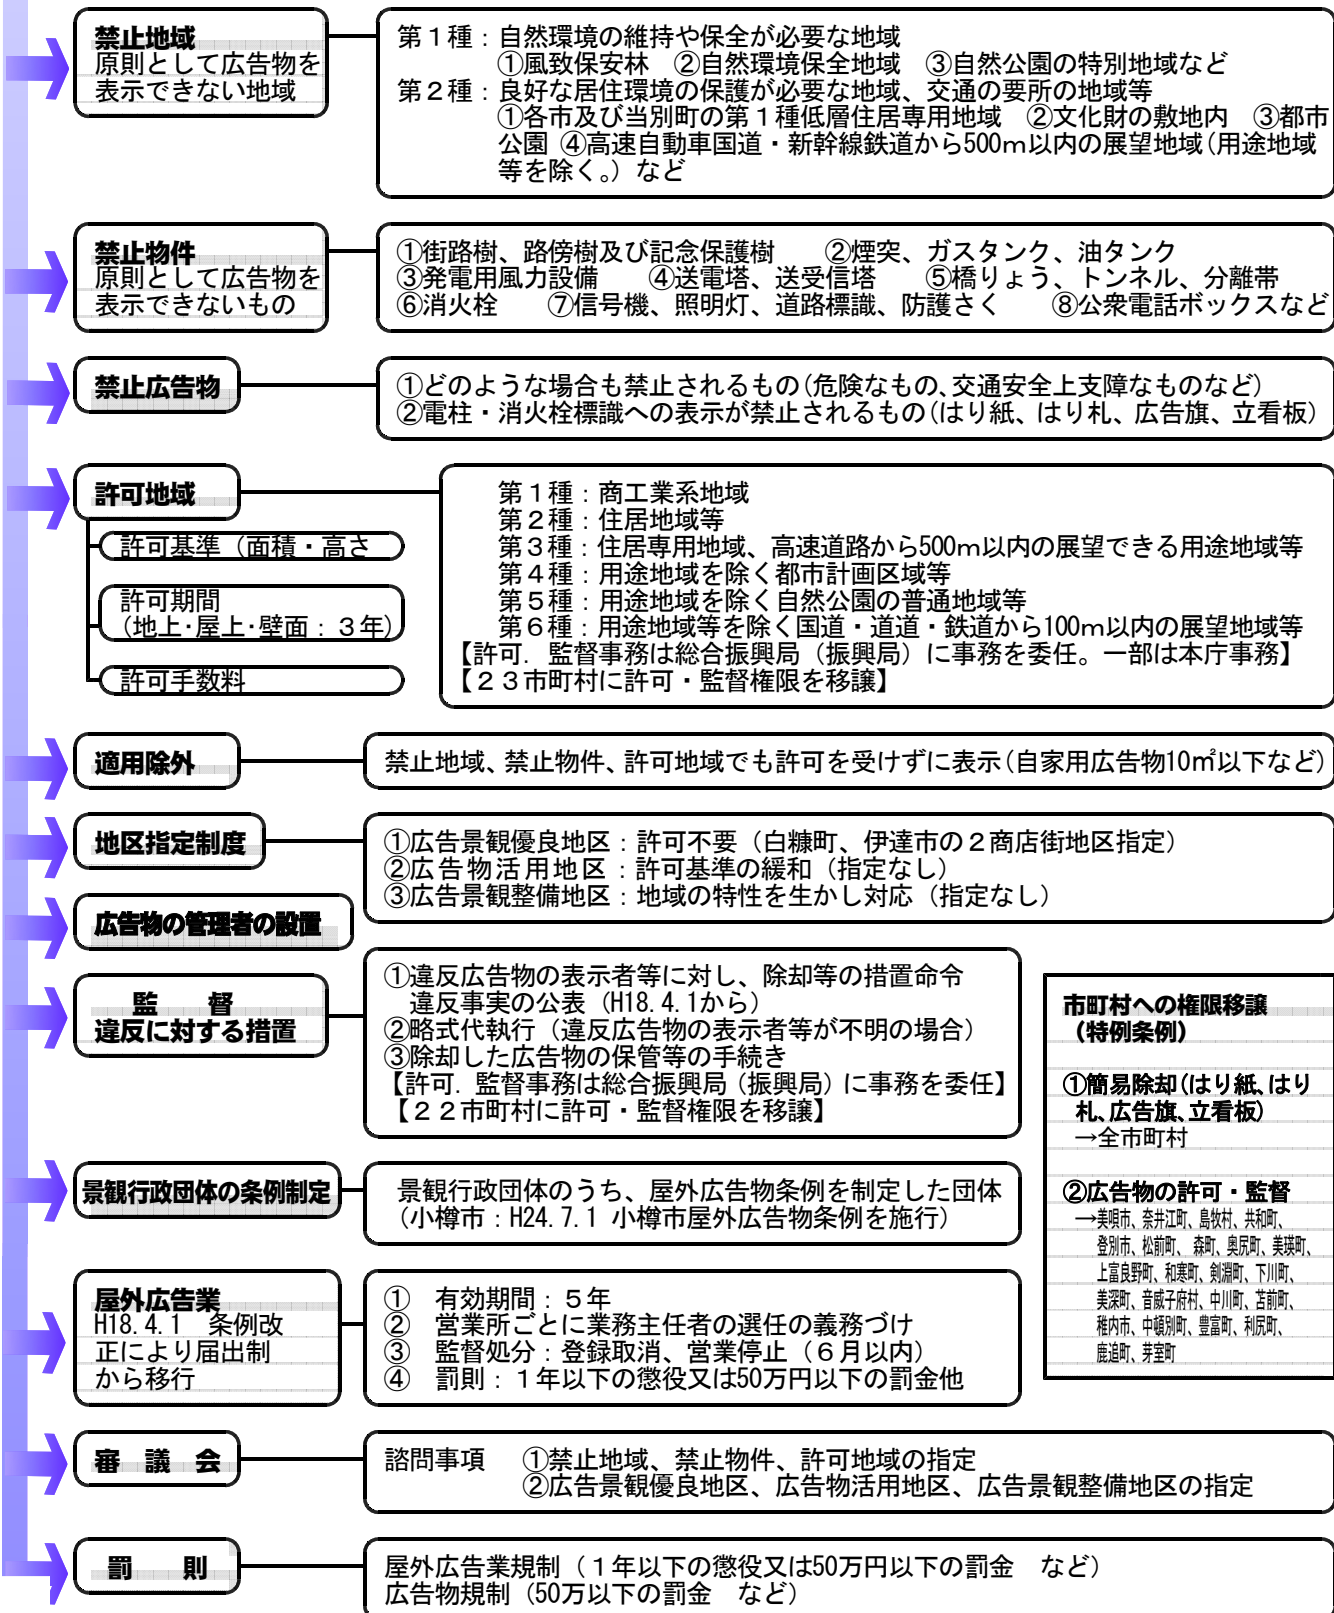 禁止地域
原則として広告物を
表示できない地域
第１種：自然環境の維持や保全が必要な地域
①風致保安林　②自然環境保全地域　③自然公園の特別地域など
第２種：良好な居住環境の保護が必要な地域、交通の要所の地域等
①各市及び当別町の第１種低層住居専用地域　②文化財の敷地内　③都市
公園 ④高速自動車国道・新幹線鉄道から500ｍ以内の展望地域(用途地域
等を除く。) など
禁止物件
原則として広告物を
表示できないもの
①街路樹、路傍樹及び記念保護樹　　②煙突、ガスタンク、油タンク
③発電用風力設備　　④送電塔、送受信塔　　⑤橋りょう、トンネル、分離帯
⑥消火栓　　⑦信号機、照明灯、道路標識、防護さく　　⑧公衆電話ボックスなど
禁止広告物
①どのような場合も禁止されるもの(危険なもの、交通安全上支障なものなど)
②電柱・消火栓標識への表示が禁止されるもの(はり紙、はり札、広告旗、立看板)
許可地域
許可基準（面積・高さ
許可期間
(地上･屋上･壁面：３年)
許可手数料
第１種：商工業系地域
第２種：住居地域等
第３種：住居専用地域、高速道路から500ｍ以内の展望できる用途地域等
第４種：用途地域を除く都市計画区域等
第５種：用途地域を除く自然公園の普通地域等
第６種：用途地域等を除く国道・道道・鉄道から100ｍ以内の展望地域等
【許可．監督事務は総合振興局（振興局）に事務を委任。一部は本庁事務】
【２３市町村に許可・監督権限を移譲】
適用除外
禁止地域、禁止物件、許可地域でも許可を受けずに表示(自家用広告物10㎡以下など)
地区指定制度
①広告景観優良地区：許可不要（白糠町、伊達市の２商店街地区指定）
②広告物活用地区：許可基準の緩和（指定なし）
③広告景観整備地区：地域の特性を生かし対応（指定なし）
広告物の管理者の設置
監　　督
違反に対する措置
①違反広告物の表示者等に対し、除却等の措置命令
違反事実の公表（H18.4.1から）
②略式代執行（違反広告物の表示者等が不明の場合）
③除却した広告物の保管等の手続き
【許可．監督事務は総合振興局（振興局）に事務を委任】
【２２市町村に許可・監督権限を移譲】
市町村への権限移譲
（特例条例）
①簡易除却(はり紙、はり
札、広告旗、立看板)
→全市町村
②広告物の許可・監督
→美唄市、奈井江町、島牧村、共和町、
登別市、松前町、 森町、奥尻町、美瑛町、
上富良野町、和寒町、剣淵町、下川町、
美深町、音威子府村、中川町、苫前町、
稚内市、中頓別町、豊富町、利尻町、
鹿追町、芽室町
景観行政団体の条例制定
景観行政団体のうち、屋外広告物条例を制定した団体
（小樽市：H24.7.1 小樽市屋外広告物条例を施行）
屋外広告業
H18.4.1　条例改
正により届出制
から移行
①　有効期間：５年
②　営業所ごとに業務主任者の選任の義務づけ
③　監督処分：登録取消、営業停止（６月以内）
④　罰則：１年以下の懲役又は50万円以下の罰金他
審　議　会
諮問事項　①禁止地域、禁止物件、許可地域の指定
②広告景観優良地区、広告物活用地区、広告景観整備地区の指定
罰　　則
屋外広告業規制（１年以下の懲役又は50万円以下の罰金　など）
広告物規制（50万以下の罰金　など）